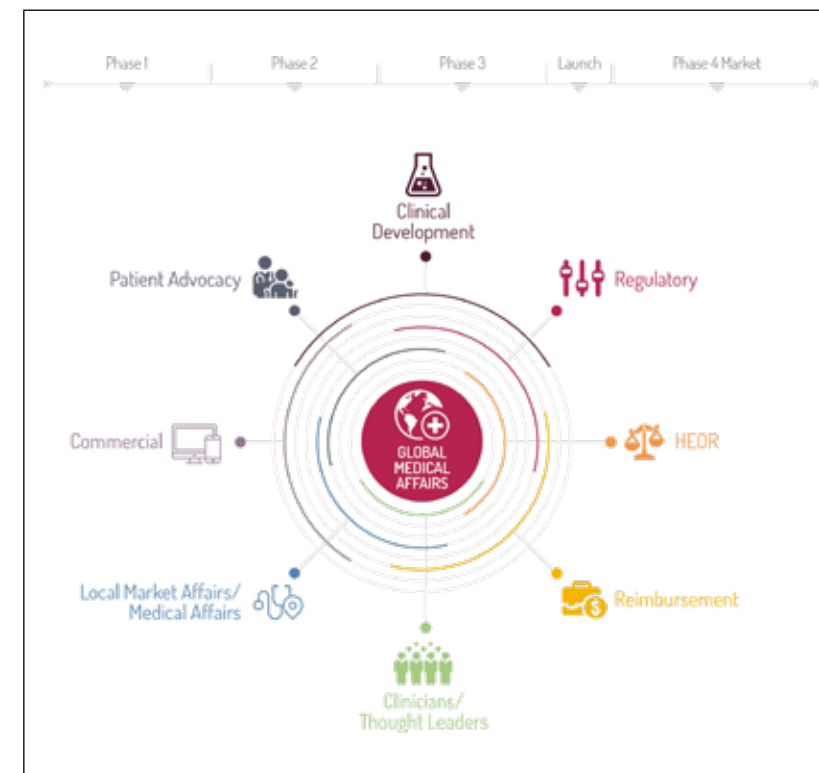 Phase 1 Phase 2 Phase 3 Launch Phase 4 Market
Clinical
Development
Patient Advocacy
Regulatory
GLOBAL
MEDICAL
AFFAIRS
Commercial
HEOR
Local Market Affairs/
Medical Affairs
$
Reimbursement
Clinicians/
Thought Leaders